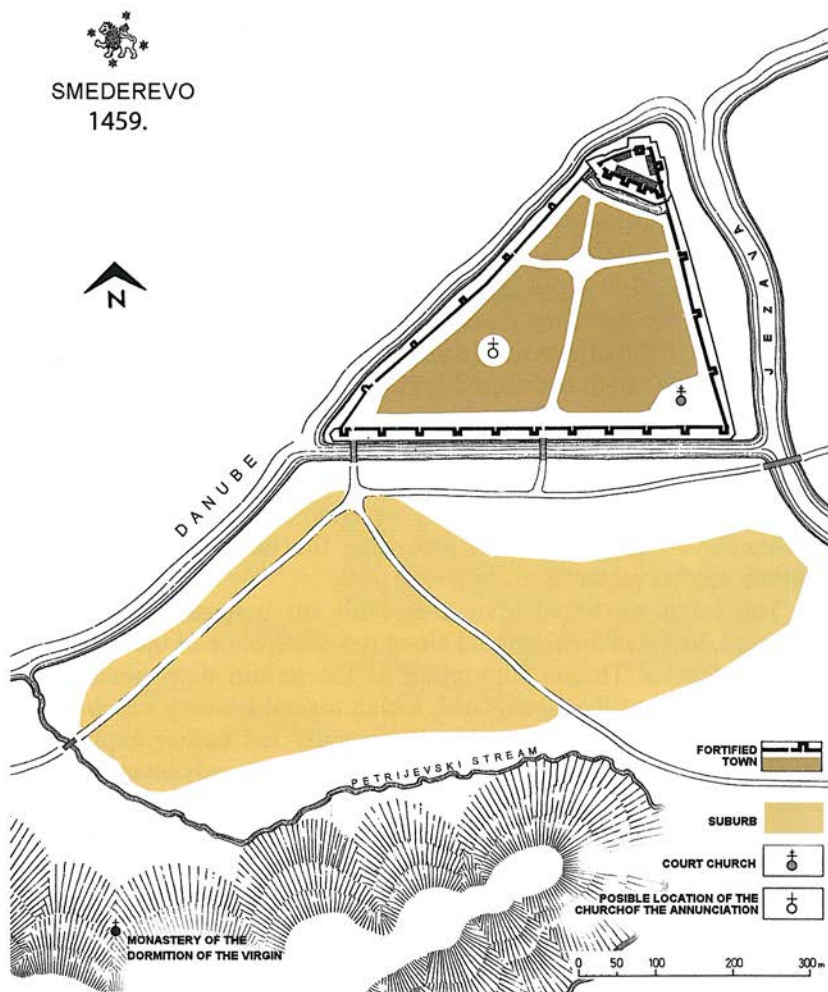 SMEDEREVO
1459.
N
JEZAVA
DANUBE
PETRIJEVSKI STREAM
FORTIFIED
TOWN
SUBURB
COURT CHURCH
POSIBLE LOCATION OF THE
CHURCHOF THE ANNUNCIATION
MONASTERY OF THE
DORMITION OF THE VIRGIN
0 50 100 200 300 m